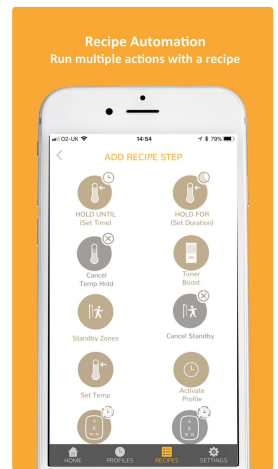 Recipe Automation
Run multiple actions with a recipe
O2-UK 14:54 79%
ADD RECIPE STEP
HOLD UNTIL
(Set Time)
HOLD FOR
(Set Duration)
Cancel
Temp Hold
Timer
Boost
Standby Zones
Cancel Standby
Set Temp
Activate
Profile
HOME PROFILES RECIPES SETTINGS